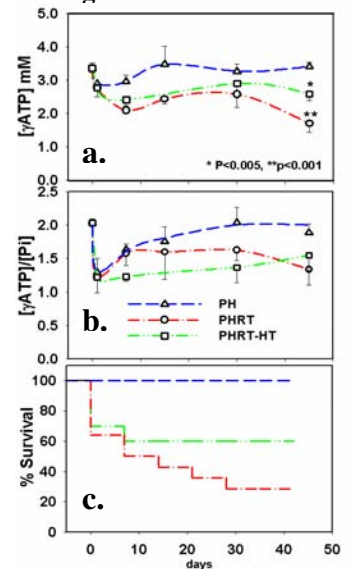 a.
[γATP] mM
5.0
4.0
3.0
2.0
1.0
0.0
*
**
* P<0.005, **p<0.001
b.
[γATP]/[Pi]
2.5
2.0
1.5
1.0
0.5
0.0
PH
PHRT
PHRT-HT
c.
% Survival
100
80
60
40
20
0
0 10 20 30 40 50
days